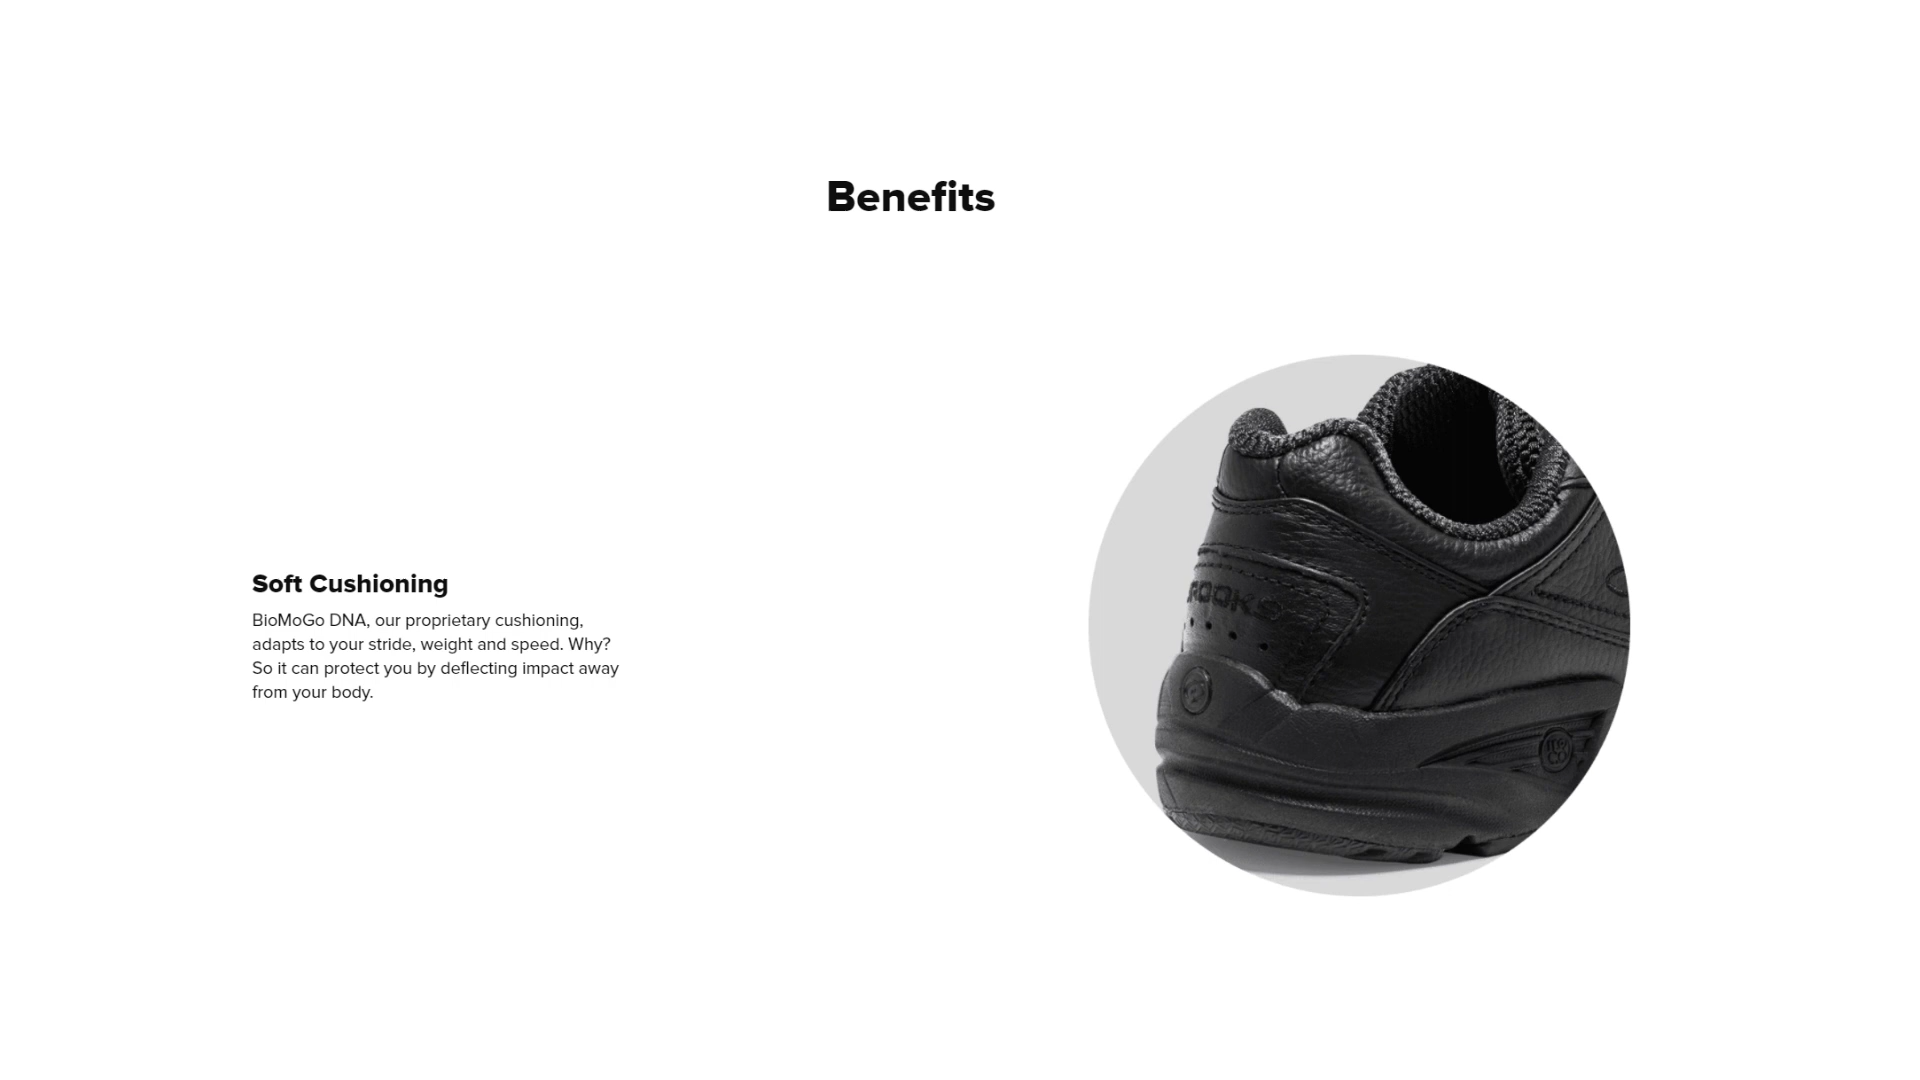 Benefits
Soft Cushioning
BioMoGo DNA, our proprietary cushioning,
adapts to your stride, weight and speed. Why?
So it can protect you by deflecting impact away
from your body.
ROOKS